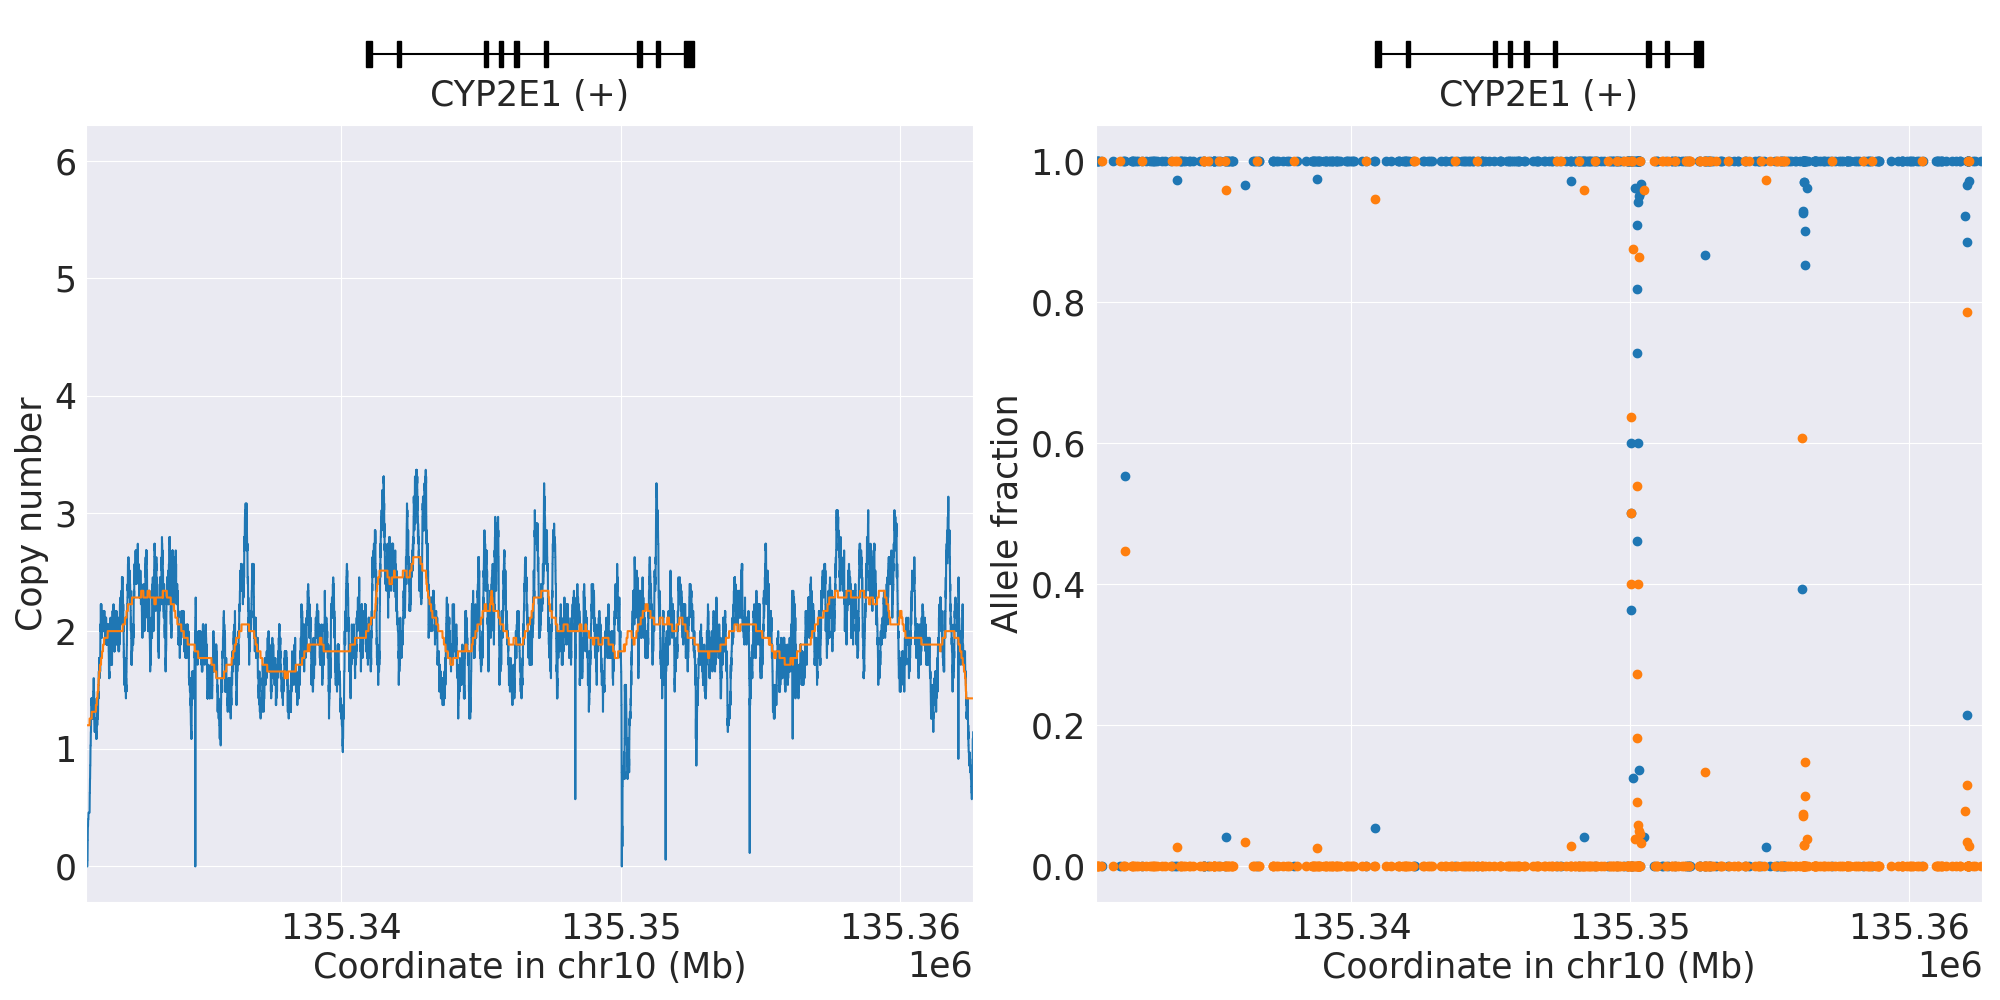 CYP2E1 (+)
CYP2E1 (+)
Copy number
6
5
4
3
2
1
0
135.34
135.35
135.36
Coordinate in chr10 (Mb)
1e6
Allele fraction
1.0
0.8
0.6
0.4
0.2
0.0
135.34
135.35
135.36
Coordinate in chr10 (Mb)
1e6